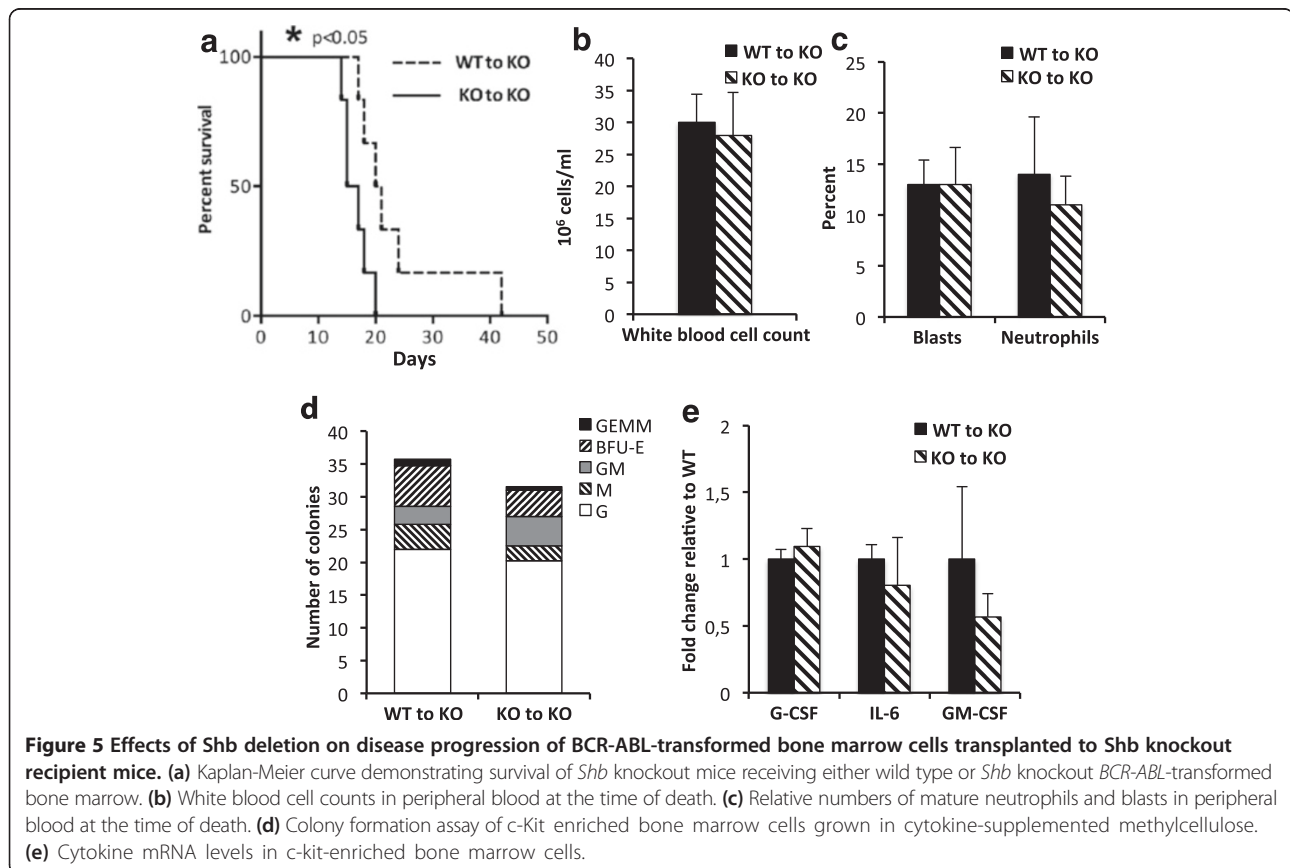 a
* p<0.05
100
50
0
Percent survival
WT to KO
KO to KO
0 10 20 30 40 50
Days
b
WT to KO
KO to KO
40
35
30
25
20
15
10
5
0
10⁶ cells/ml
White blood cell count
c
WT to KO
KO to KO
25
20
15
10
5
0
Percent
Blasts Neutrophils
d
40
35
30
25
20
15
10
5
0
Number of colonies
GEMM
BFU-E
GM
M
G
WT to KO KO to KO
e
2
1,5
1
0,5
0
Fold change relative to WT
WT to KO
KO to KO
G-CSF IL-6 GM-CSF
Figure 5 Effects of Shb deletion on disease progression of BCR-ABL-transformed bone marrow cells transplanted to Shb knockout
recipient mice. (a) Kaplan-Meier curve demonstrating survival of Shb knockout mice receiving either wild type or Shb knockout BCR-ABL-transformed
bone marrow. (b) White blood cell counts in peripheral blood at the time of death. (c) Relative numbers of mature neutrophils and blasts in peripheral
blood at the time of death. (d) Colony formation assay of c-Kit enriched bone marrow cells grown in cytokine-supplemented methylcellulose.
(e) Cytokine mRNA levels in c-kit-enriched bone marrow cells.